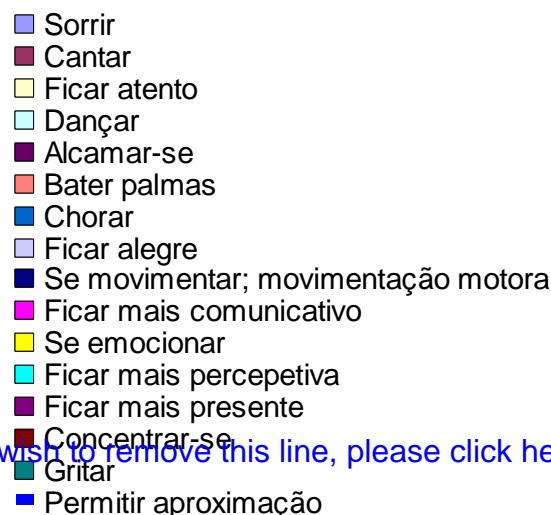 Sorrir
Cantar
Ficar atento
Dançar
Alcamar-se
Bater palmas
Chorar
Ficar alegre
Se movimentar; movimentação motora
Ficar mais comunicativo
Se emocionar
Ficar mais percepetiva
Ficar mais presente
Concentrar-se
wish to remove this line, please click he
Gritar
Permitir aproximação